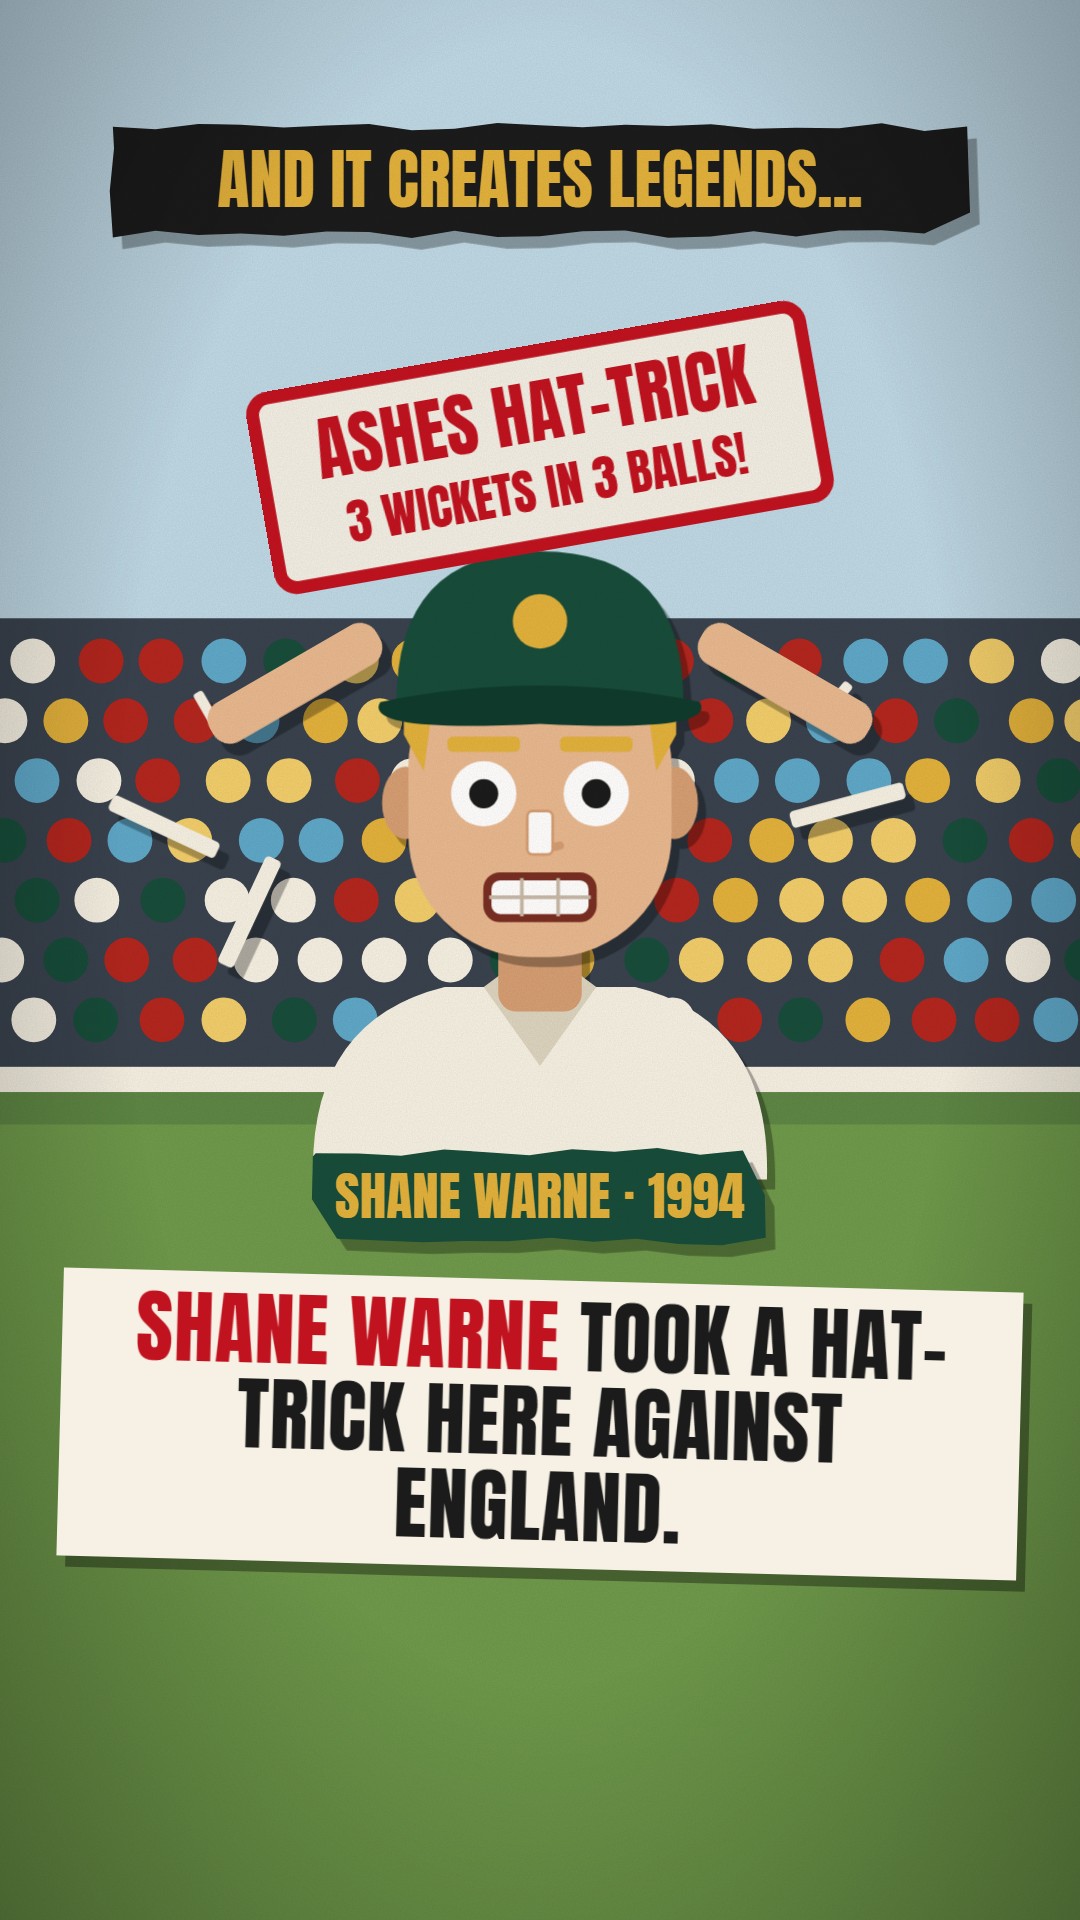 AND IT CREATES LEGENDS...
ASHES HAT-TRICK
3 WICKETS IN 3 BALLS!
SHANE WARNE · 1994
SHANE WARNE TOOK A HAT-
TRICK HERE AGAINST
ENGLAND.